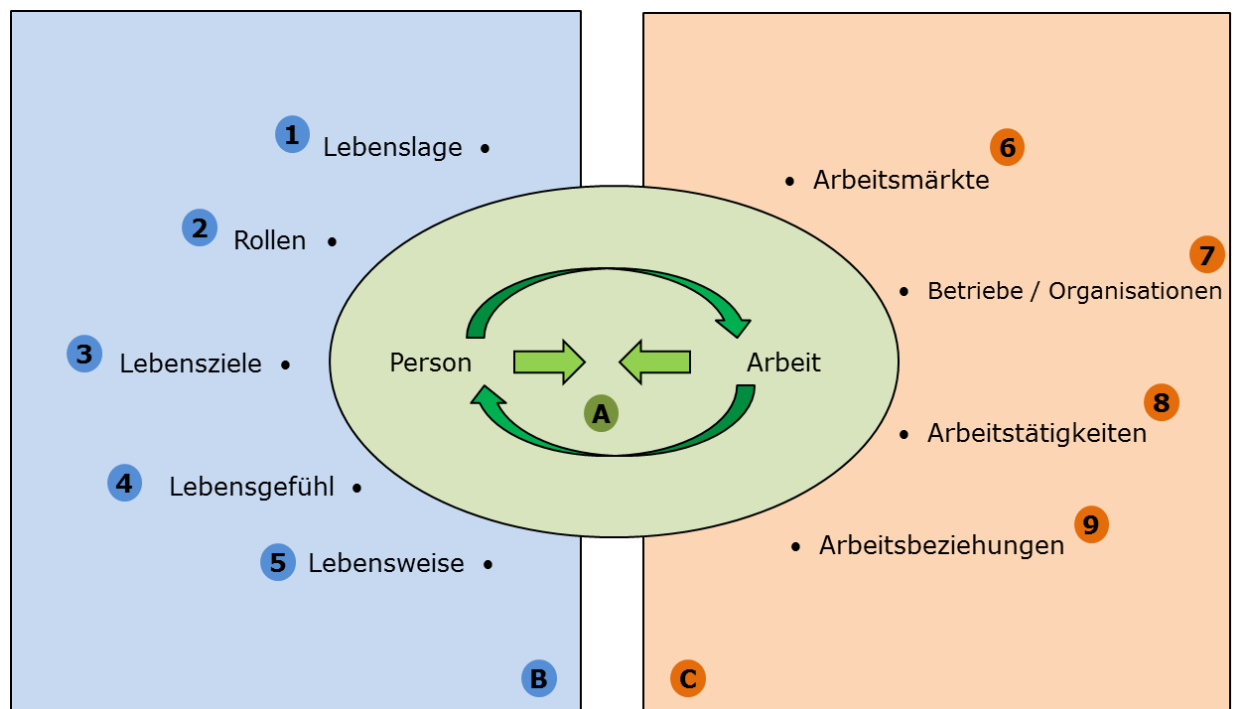 1 Lebenslage •
2 Rollen •
3 Lebensziele •
4 Lebensgefühl •
5 Lebensweise •
B
Person
Arbeit
A
6
• Arbeitsmärkte
7
• Betriebe / Organisationen
8
• Arbeitstätigkeiten
9
• Arbeitsbeziehungen
C